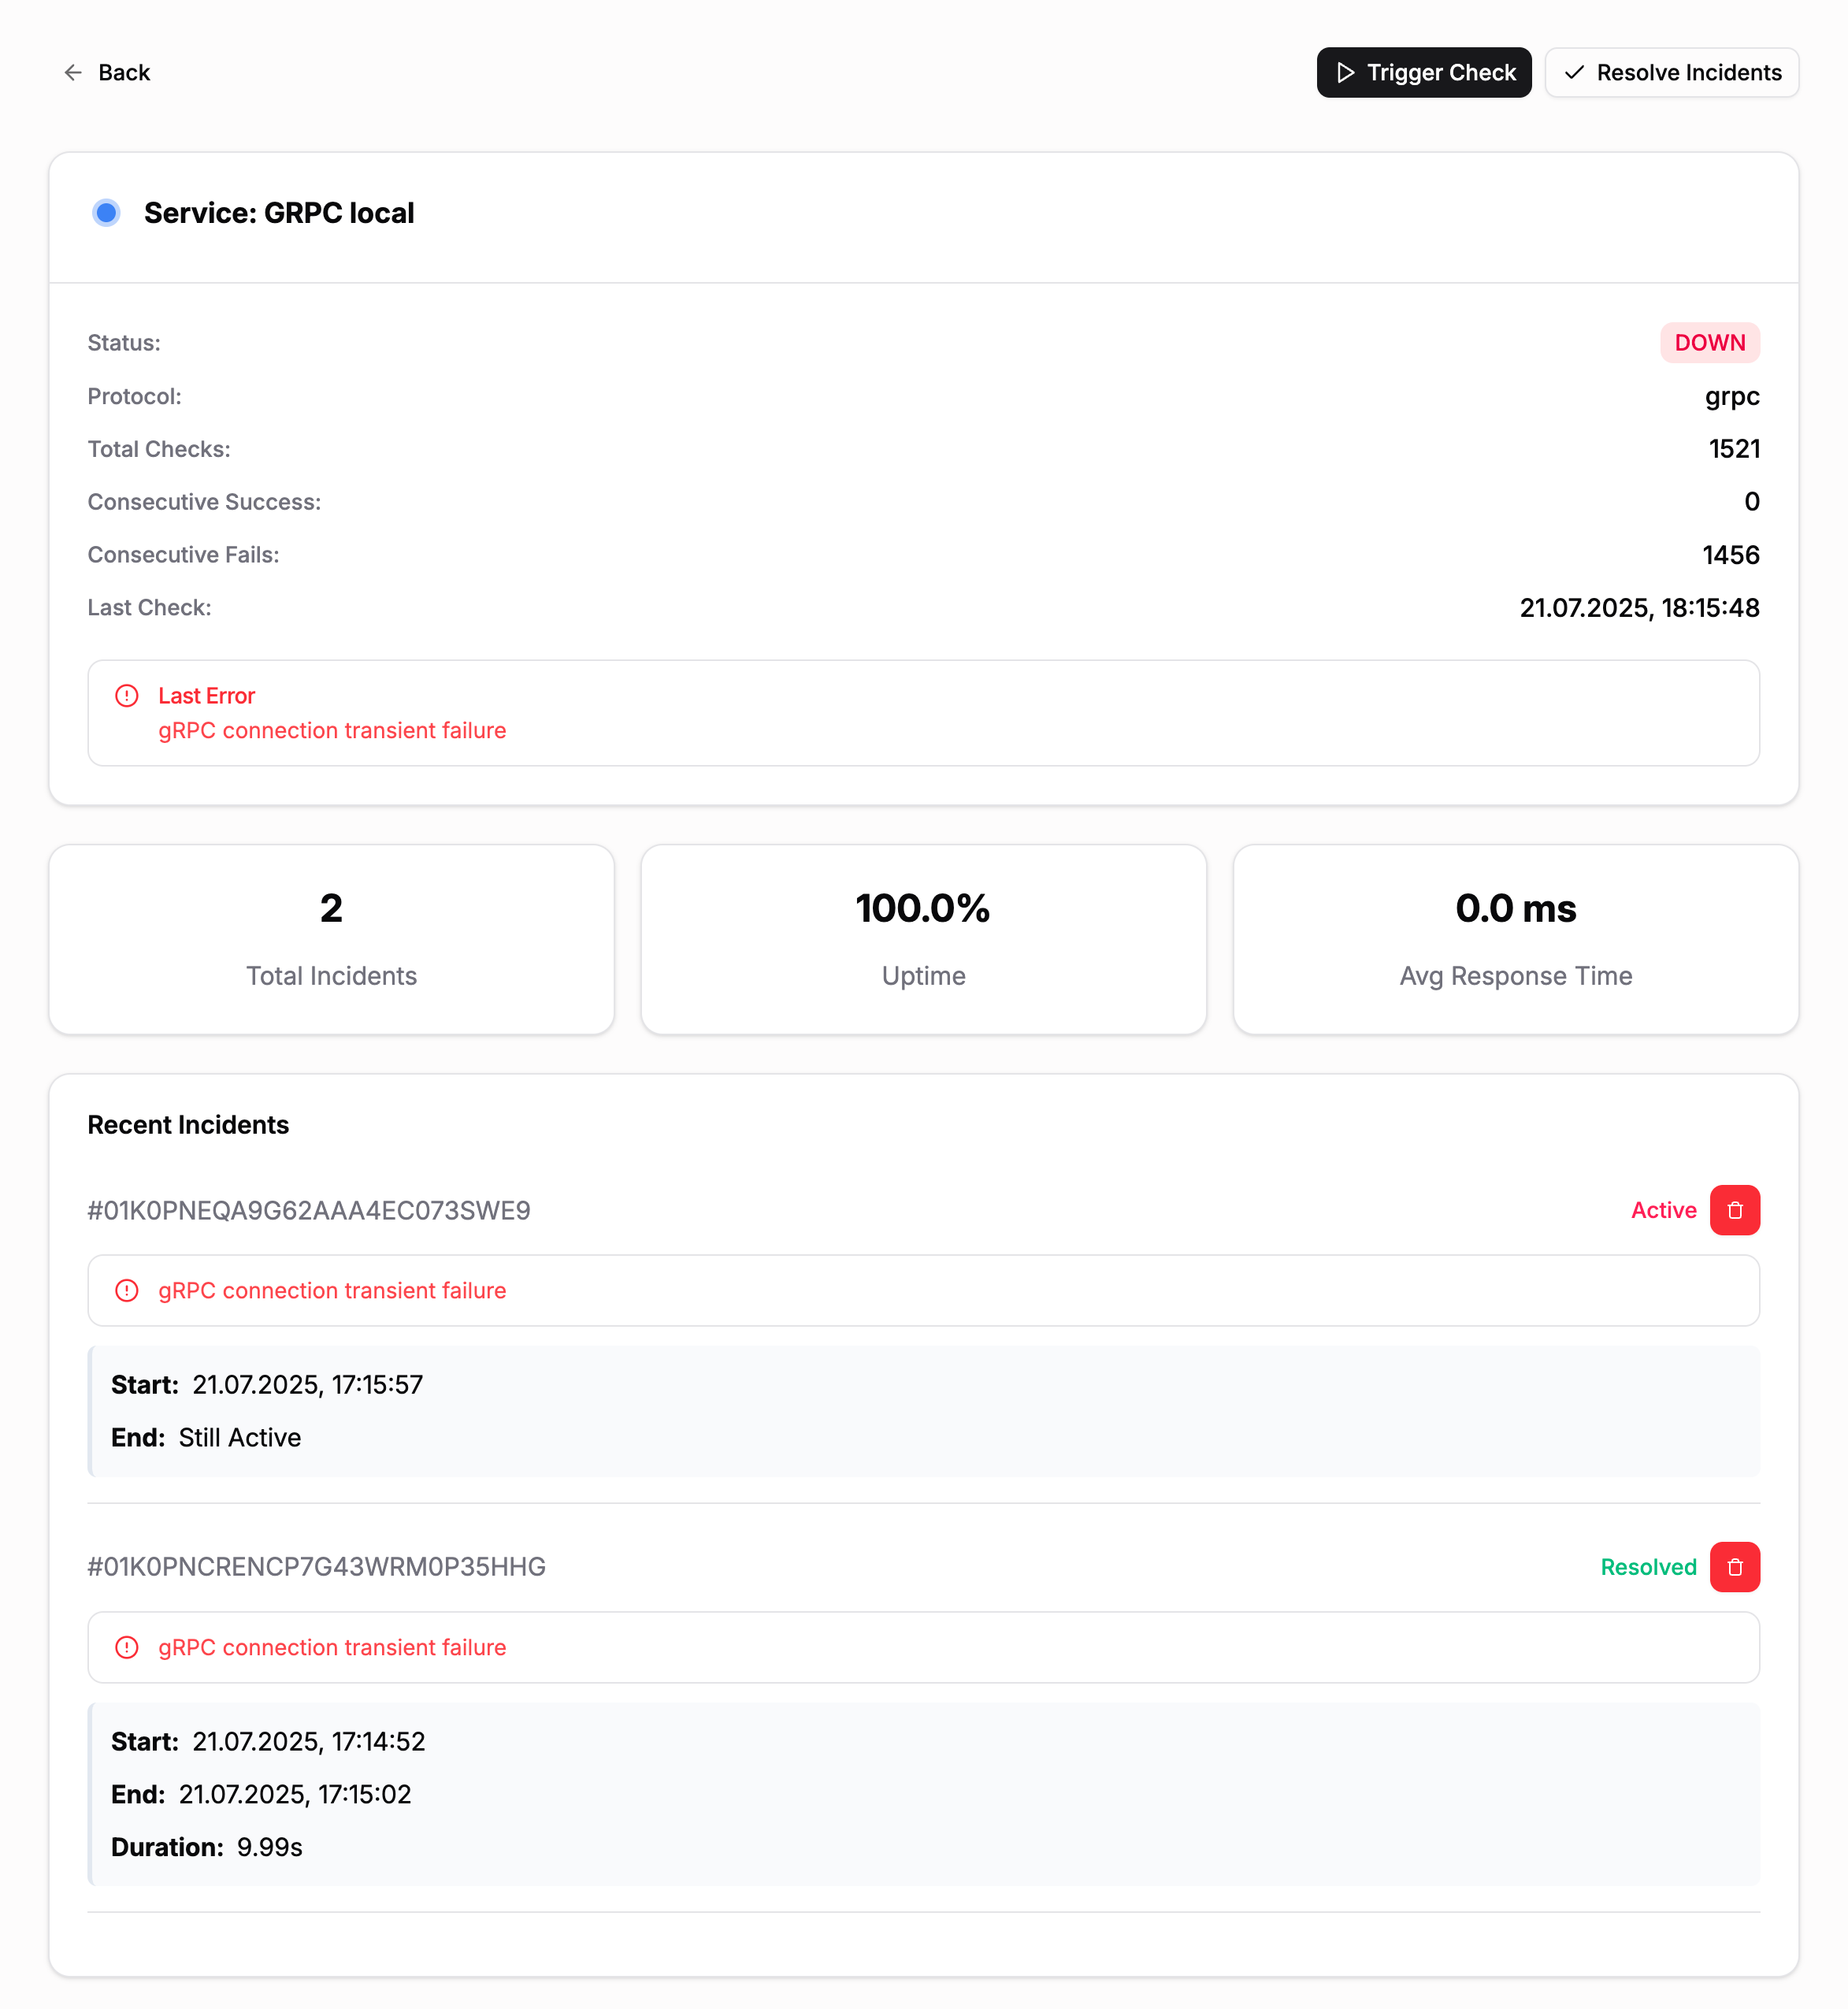 Back
Trigger Check
Resolve Incidents
Service: GRPC local
Status: DOWN
Protocol: grpc
Total Checks: 1521
Consecutive Success: 0
Consecutive Fails: 1456
Last Check: 21.07.2025, 18:15:48
Last Error
gRPC connection transient failure
2
Total Incidents
100.0%
Uptime
0.0 ms
Avg Response Time
Recent Incidents
#01K0PNEQA9G62AAA4EC073SWE9 Active
gRPC connection transient failure
Start: 21.07.2025, 17:15:57
End: Still Active
#01K0PNCRENCP7G43WRM0P35HHG Resolved
gRPC connection transient failure
Start: 21.07.2025, 17:14:52
End: 21.07.2025, 17:15:02
Duration: 9.99s